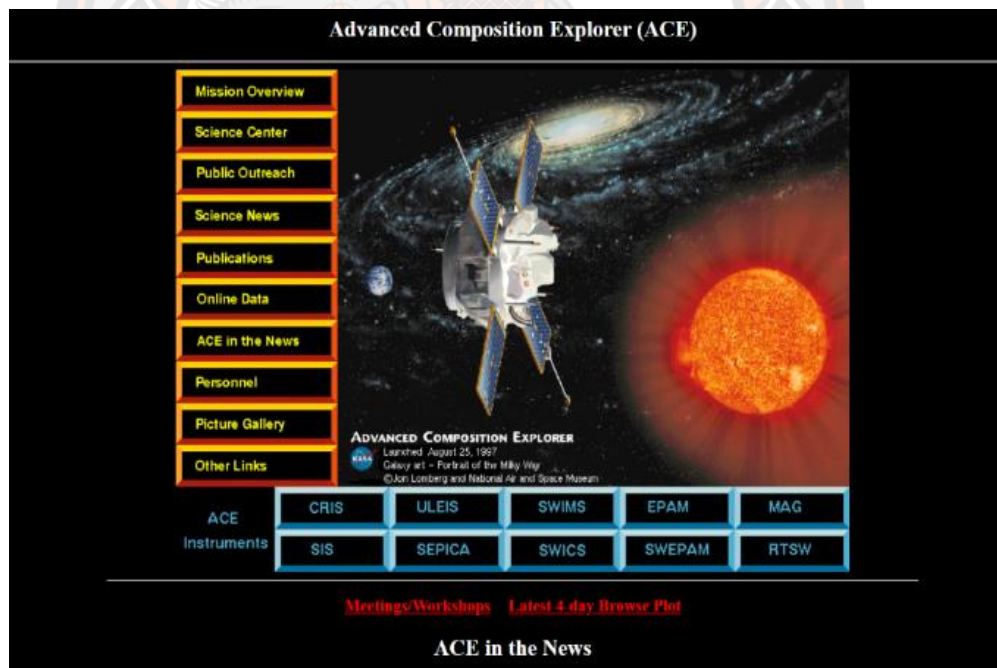 Advanced Composition Explorer (ACE)
Mission Overview
Science Center
Public Outreach
Science News
Publications
Online Data
ACE in the News
Personnel
Picture Gallery
Other Links
ADVANCED COMPOSITION EXPLORER
NASA
Launched August 25, 1997
Galaxy art – Portrait of the Milky Way
©Jon Lomberg and National Air and Space Museum
ACE
Instruments
CRIS ULEIS SWIMS EPAM MAG
SIS SEPICA SWICS SWEPAM RTSW
Meetings/Workshops Latest 4-day Browse Plot
ACE in the News